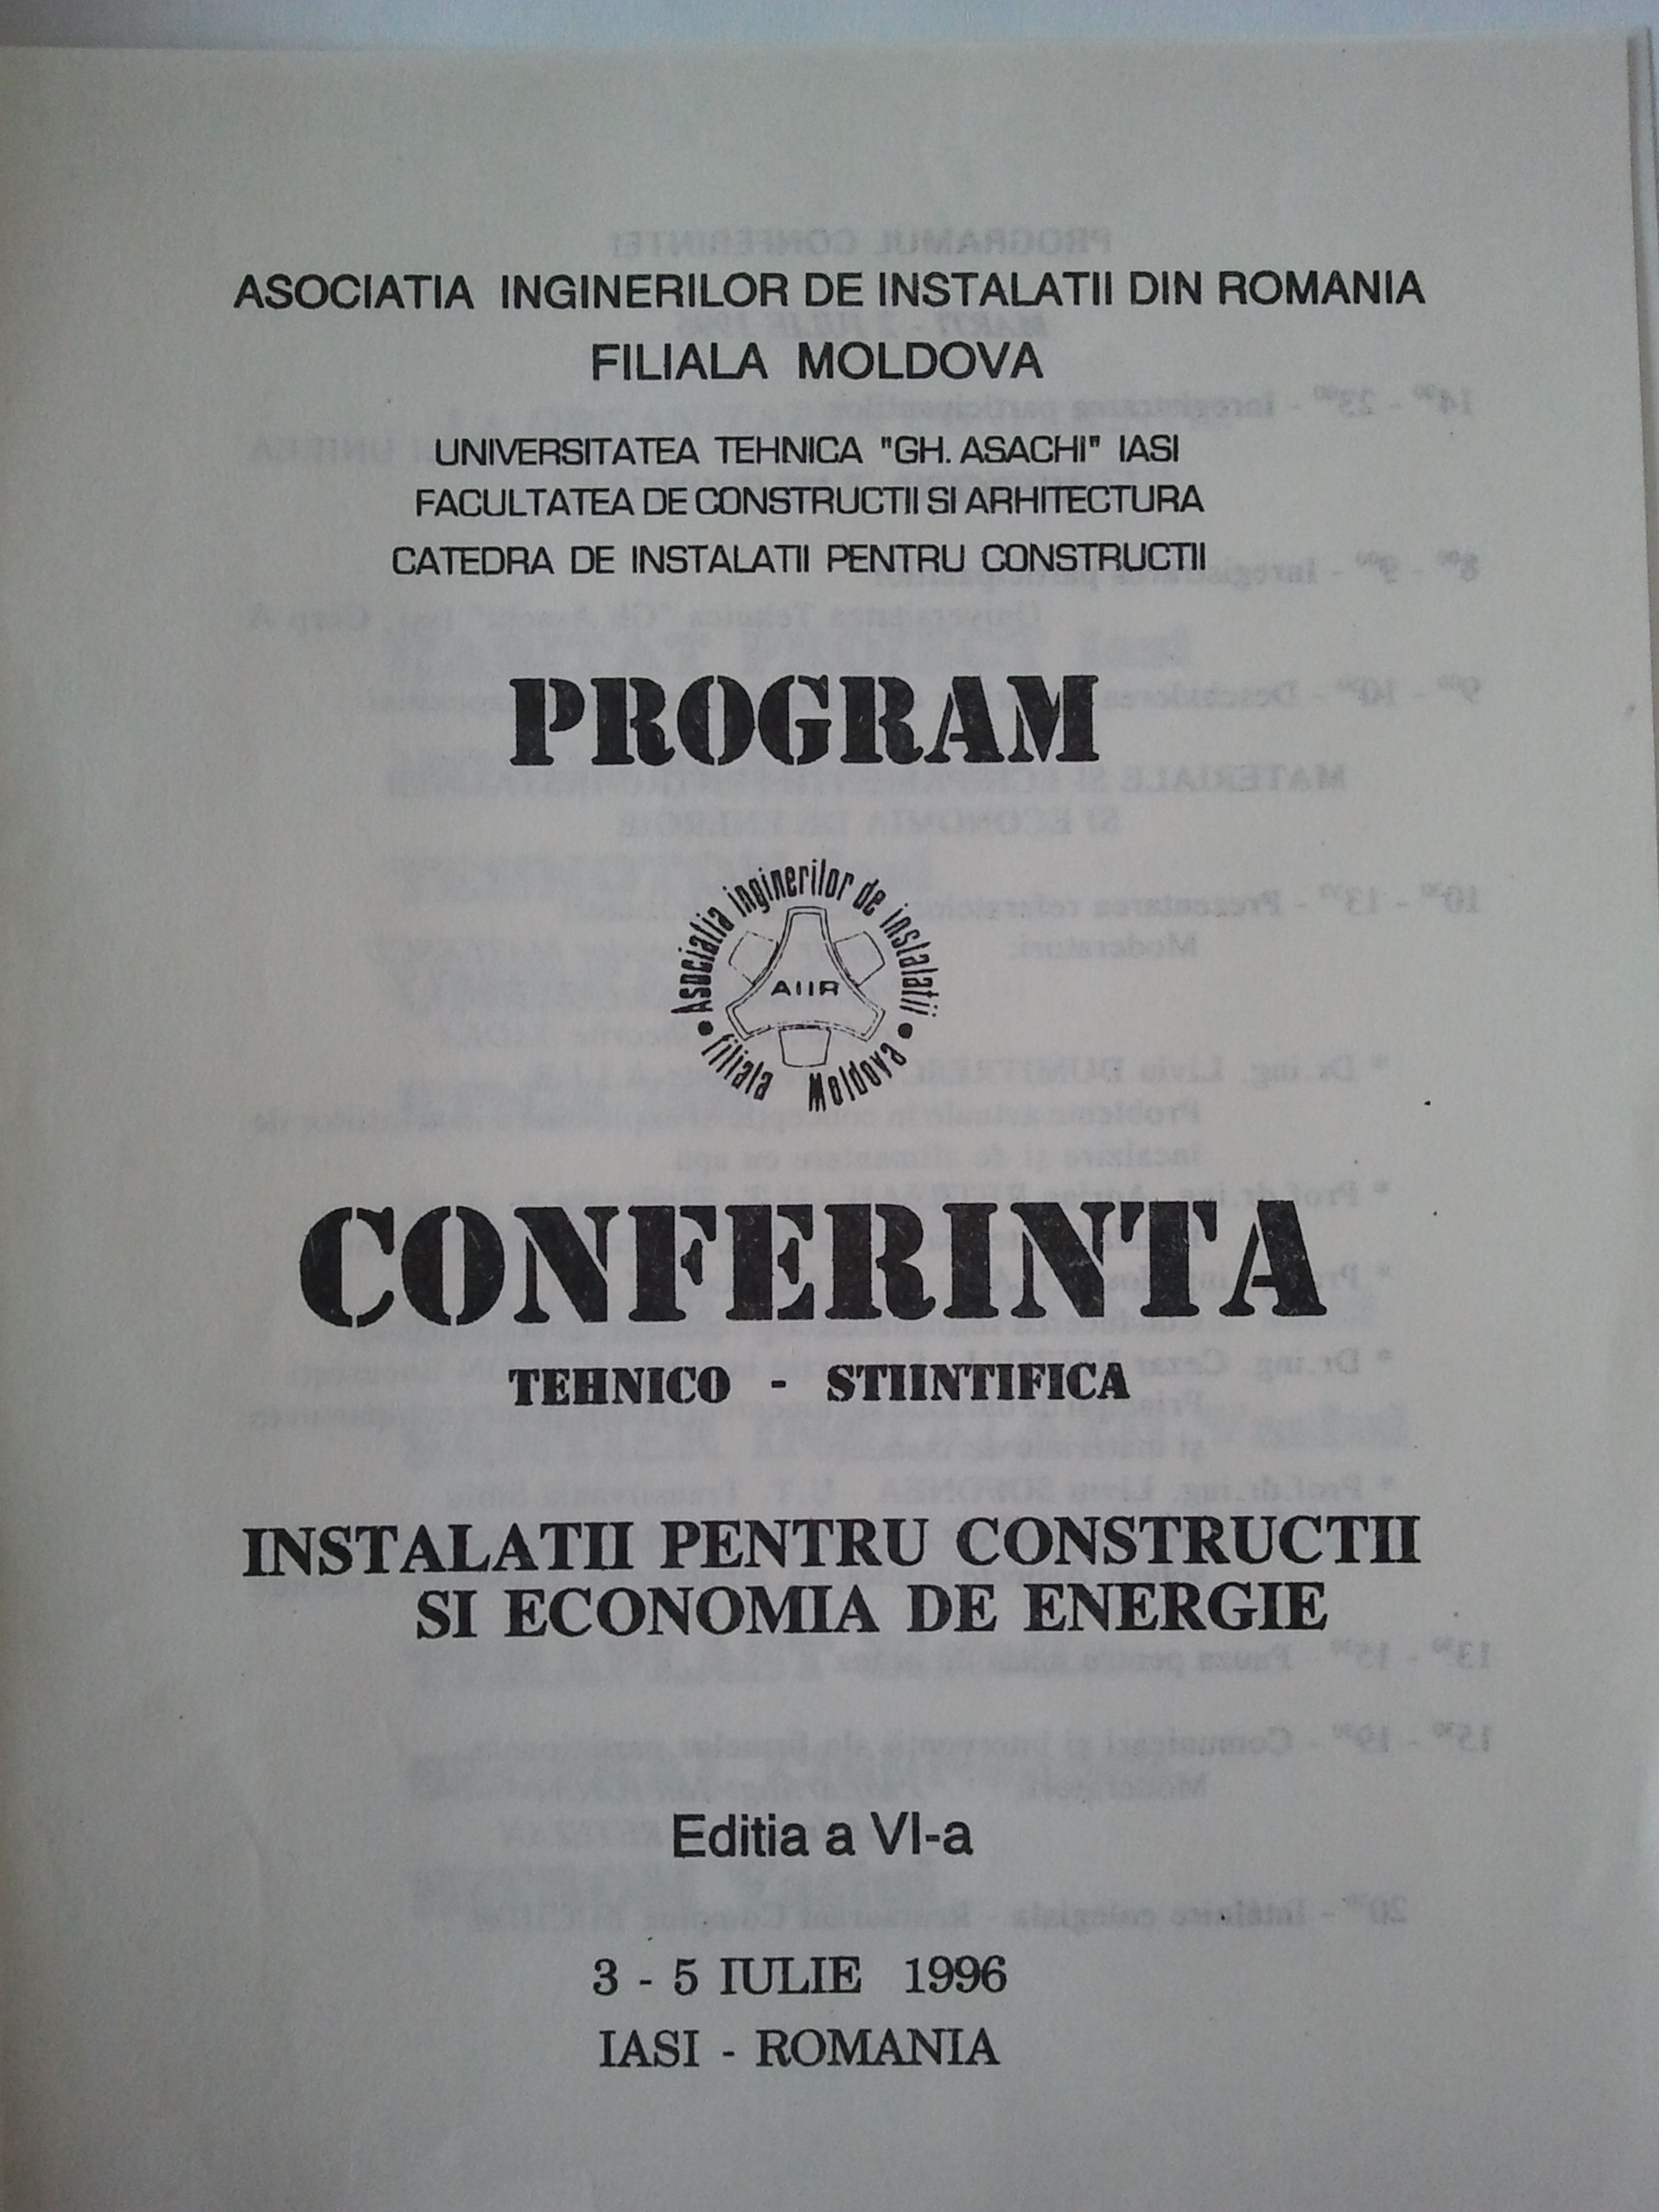 ASOCIATIA INGINERILOR DE INSTALATII DIN ROMANIA
FILIALA MOLDOVA
UNIVERSITATEA TEHNICA "GH. ASACHI" IASI
FACULTATEA DE CONSTRUCTII SI ARHITECTURA
CATEDRA DE INSTALATII PENTRU CONSTRUCTII
PROGRAM
Asociatia inginerilor de instalatii
AIIR
• filiala Moldova •
CONFERINTA
TEHNICO - STIINTIFICA
INSTALATII PENTRU CONSTRUCTII
SI ECONOMIA DE ENERGIE
Editia a VI-a
3 - 5 IULIE 1996
IASI - ROMANIA